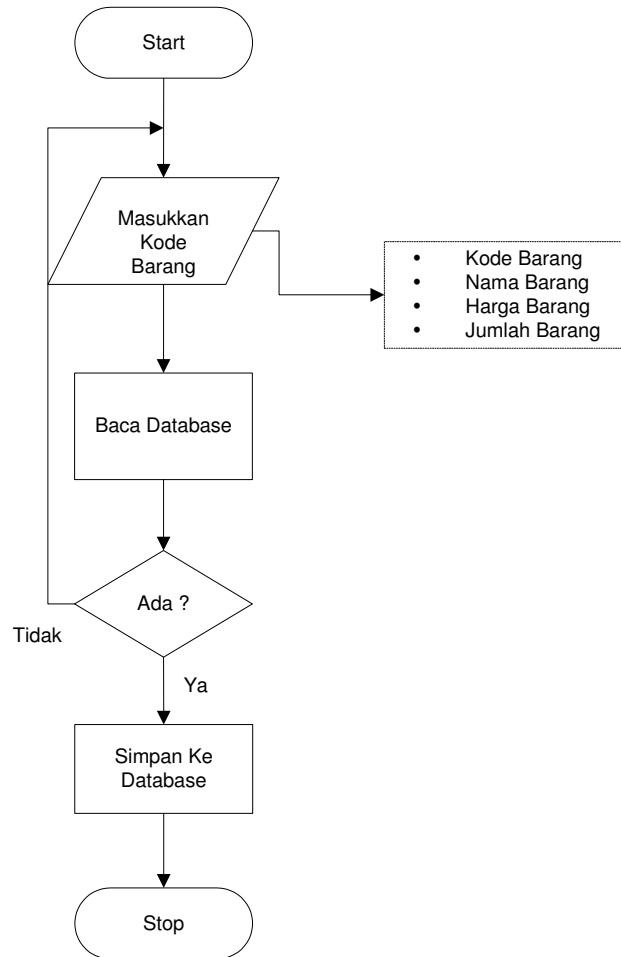 Start
Masukkan
Kode
Barang
• Kode Barang
• Nama Barang
• Harga Barang
• Jumlah Barang
Baca Database
Ada ?
Tidak
Ya
Simpan Ke
Database
Stop